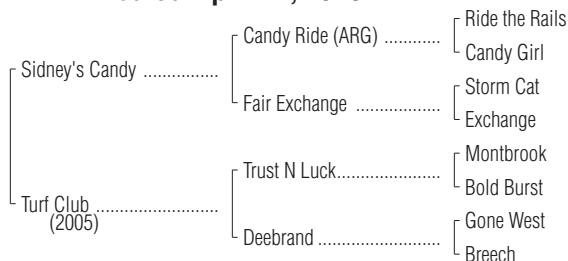 Ride the Rails
Candy Ride (ARG) ............
Candy Girl
Sidney's Candy ................
Storm Cat
Fair Exchange ..................
Exchange
Montbrook
Trust N Luck......................
Bold Burst
Turf Club ..........................
(2005)
Gone West
Deebrand ..........................
Breech